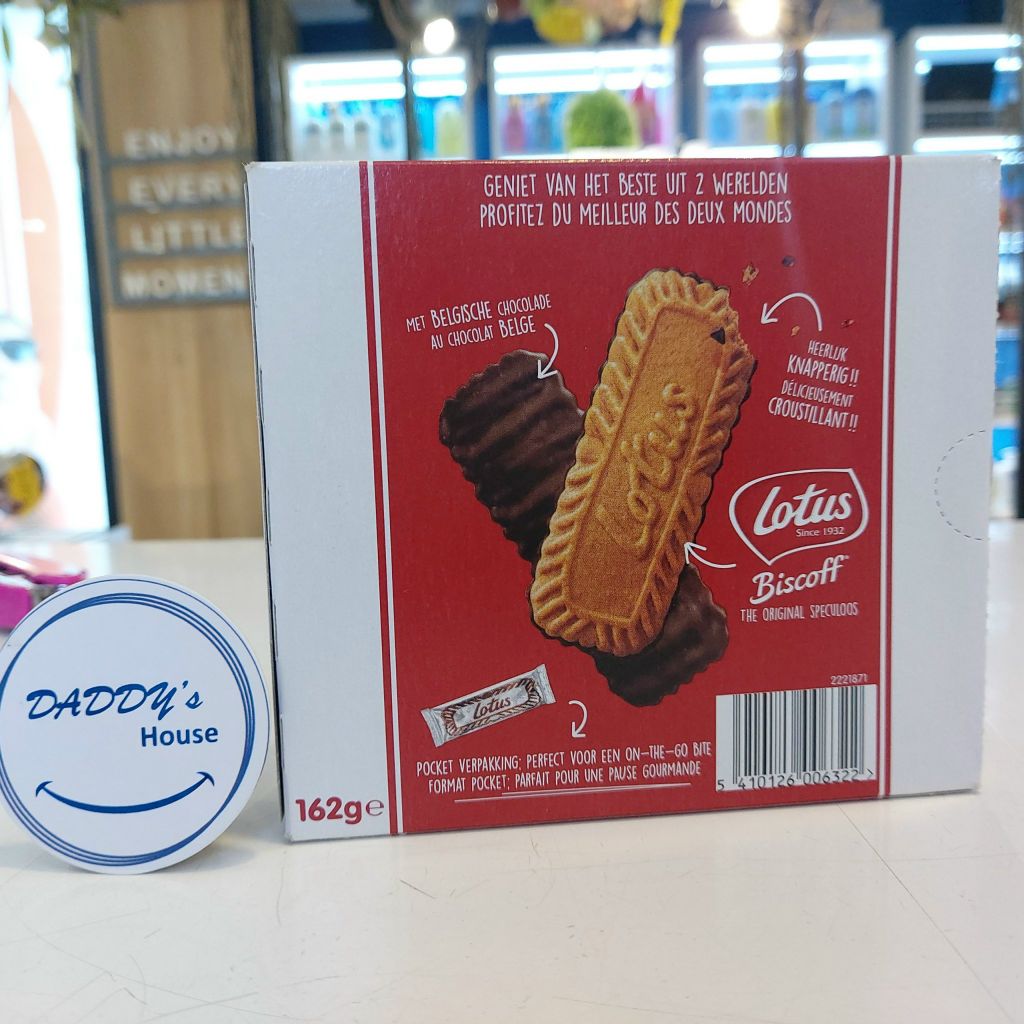 ENJOY
EVERY
LITTLE
MOMEN
GENIET VAN HET BESTE UIT 2 WERELDEN
PROFITEZ DU MEILLEUR DES DEUX MONDES
MET BELGISCHE CHOCOLADE
AU CHOCOLAT BELGE
HEERLIJK
KNAPPERIG!!
DÉLICIEUSEMENT
CROUSTILLANT!!
Lotus
Lotus
Since 1932
Biscoff
THE ORIGINAL SPECULOOS
Lotus
POCKET VERPAKKING; PERFECT VOOR EEN ON-THE-GO BITE
FORMAT POCKET; PARFAIT POUR UNE PAUSE GOURMANDE
2221871
5 410126 006322 >
162g e
DADDY's
House